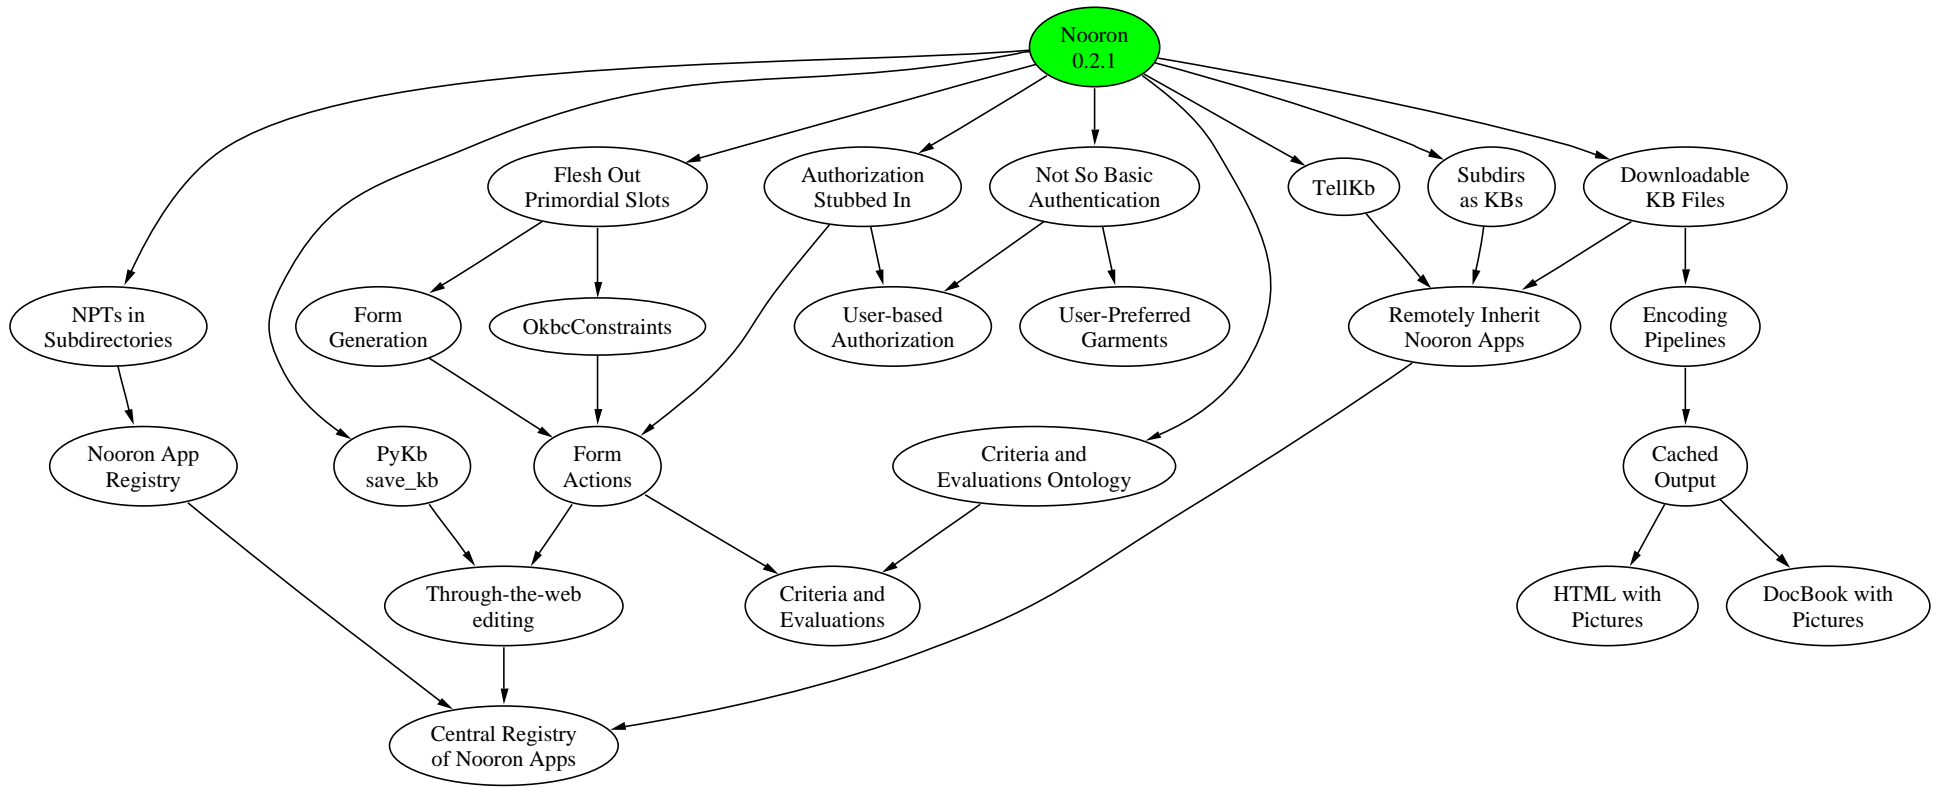 Nooron
0.2.1
Flesh Out
Primordial Slots
Authorization
Stubbed In
Not So Basic
Authentication
TellKb
Subdirs
as KBs
Downloadable
KB Files
NPTs in
Subdirectories
Form
Generation
OkbcConstraints
User-based
Authorization
User-Preferred
Garments
Remotely Inherit
Nooron Apps
Encoding
Pipelines
Nooron App
Registry
PyKb
save_kb
Form
Actions
Criteria and
Evaluations Ontology
Cached
Output
Through-the-web
editing
Criteria and
Evaluations
HTML with
Pictures
DocBook with
Pictures
Central Registry
of Nooron Apps